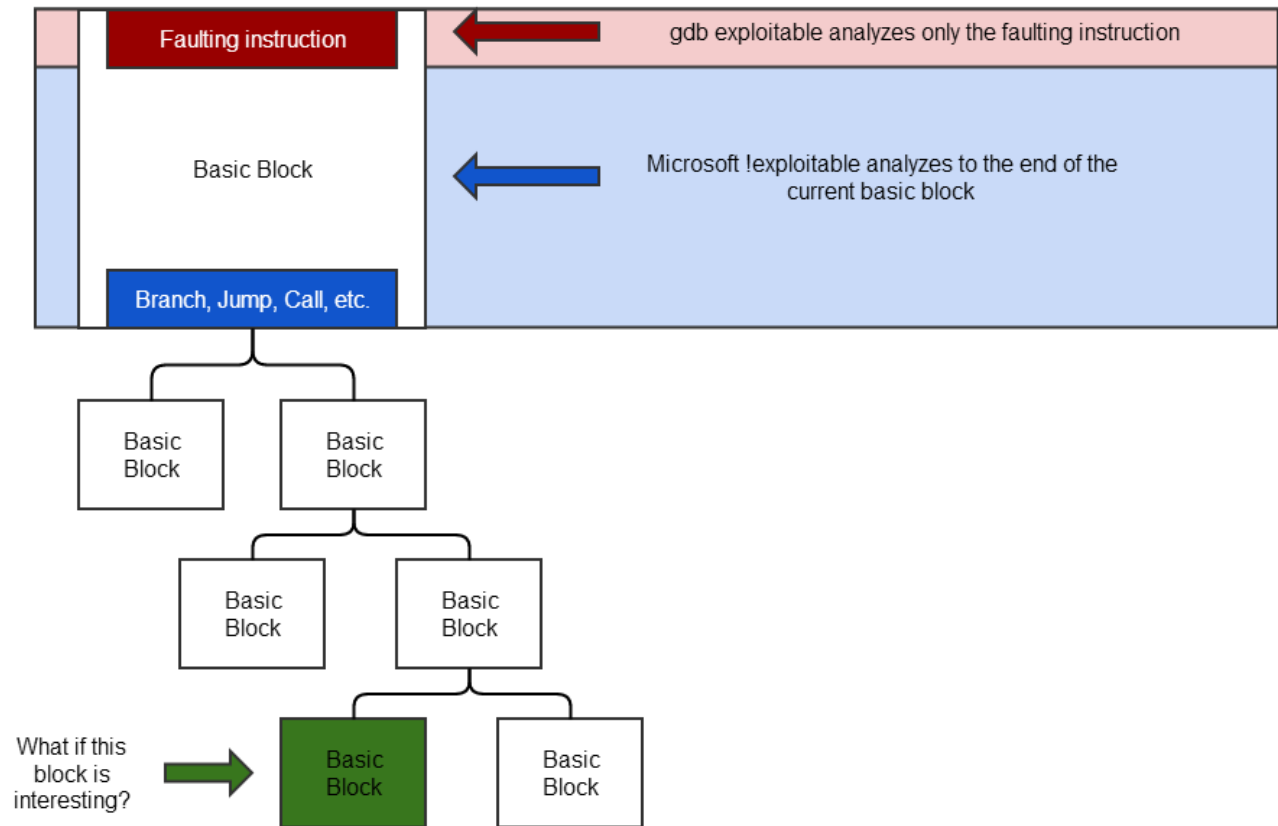 Faulting instruction
gdb exploitable analyzes only the faulting instruction
Basic Block
Microsoft !exploitable analyzes to the end of the
current basic block
Branch, Jump, Call, etc.
Basic
Block
Basic
Block
Basic
Block
Basic
Block
What if this
block is
interesting?
Basic
Block
Basic
Block